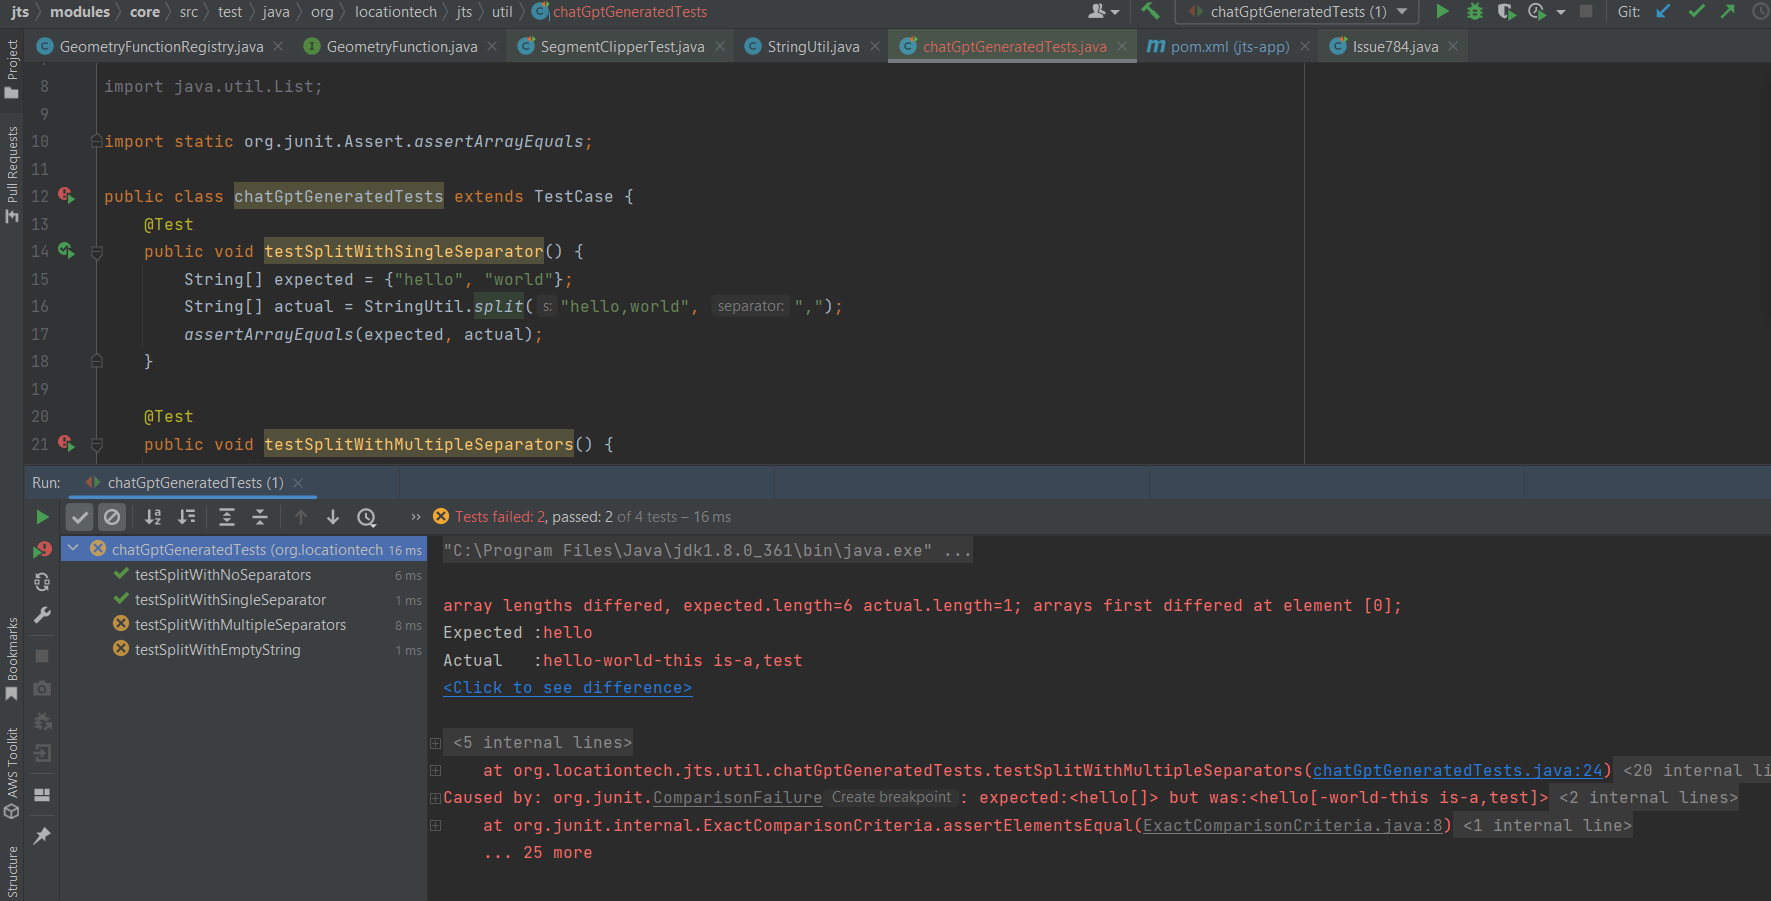 jts modules core src test java org locationtech jts util chatGptGeneratedTests chatGptGeneratedTests (1) Git:
GeometryFunctionRegistry.java GeometryFunction.java SegmentClipperTest.java StringUtil.java chatGptGeneratedTests.java pom.xml (jts-app) Issue784.java
Project
Pull Requests
Bookmarks
AWS Toolkit
Structure
8 import java.util.List;
9
10 import static org.junit.Assert.assertArrayEquals;
11
12 public class chatGptGeneratedTests extends TestCase {
13 @Test
14 public void testSplitWithSingleSeparator() {
15 String[] expected = {"hello", "world"};
16 String[] actual = StringUtil.split( s: "hello,world", separator: ",");
17 assertArrayEquals(expected, actual);
18 }
19
20 @Test
21 public void testSplitWithMultipleSeparators() {
Run: chatGptGeneratedTests (1)
» Tests failed: 2, passed: 2 of 4 tests – 16 ms
chatGptGeneratedTests (org.locationtech 16 ms
testSplitWithNoSeparators 6 ms
testSplitWithSingleSeparator 1 ms
testSplitWithMultipleSeparators 8 ms
testSplitWithEmptyString 1 ms
"C:\Program Files\Java\jdk1.8.0_361\bin\java.exe" ...
array lengths differed, expected.length=6 actual.length=1; arrays first differed at element [0];
Expected :hello
Actual :hello-world-this is-a,test
<Click to see difference>
<5 internal lines>
at org.locationtech.jts.util.chatGptGeneratedTests.testSplitWithMultipleSeparators(chatGptGeneratedTests.java:24) <20 internal li
Caused by: org.junit.ComparisonFailure Create breakpoint : expected:<hello[]> but was:<hello[-world-this is-a,test]> <2 internal lines>
at org.junit.internal.ExactComparisonCriteria.assertElementsEqual(ExactComparisonCriteria.java:8) <1 internal line>
... 25 more